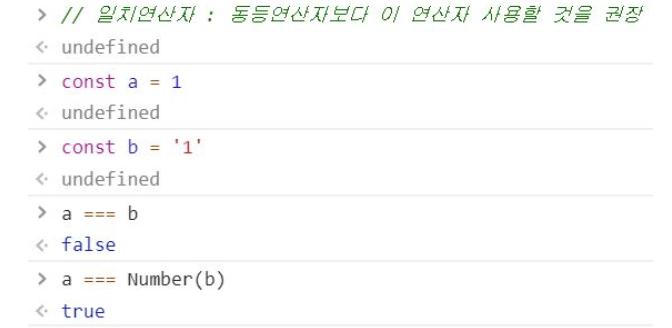 > // 일치연산자 : 동등연산자보다 이 연산자 사용할 것을 권장
<· undefined
> const a = 1
<· undefined
> const b = '1'
<· undefined
> a === b
<· false
> a === Number(b)
<· true